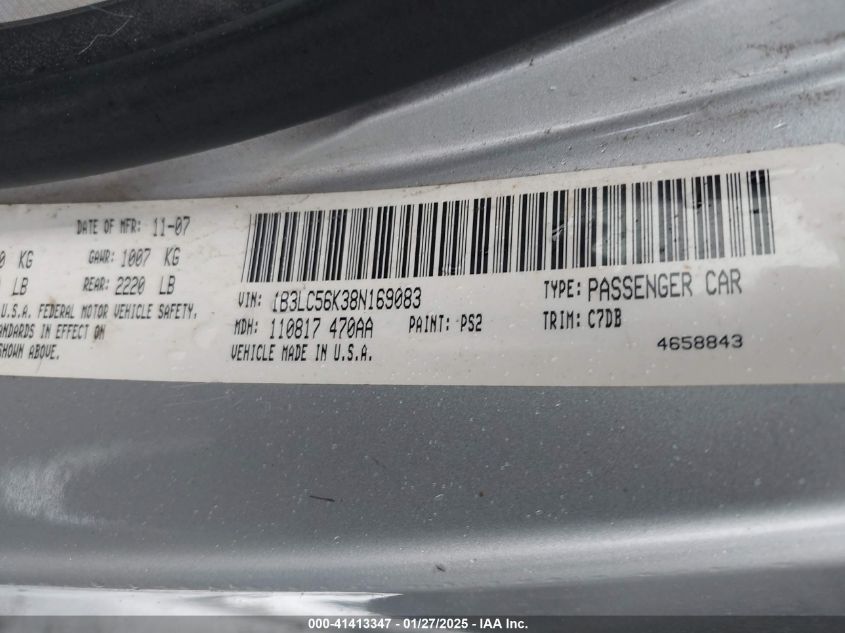 DATE OF MFR: 11-07
KG GAWR: 1007 KG
LB REAR: 2220 LB
U.S.A. FEDERAL MOTOR VEHICLE SAFETY,
IN EFFECT ON
SHOWN ABOVE.
VIN: 1B3LC56K38N169083 TYPE: PASSENGER CAR
MDH: 110817 470AA PAINT: PS2 TRIM: C7DB
VEHICLE MADE IN U.S.A. 4658843
000-41413347 - 01/27/2025 - IAA Inc.